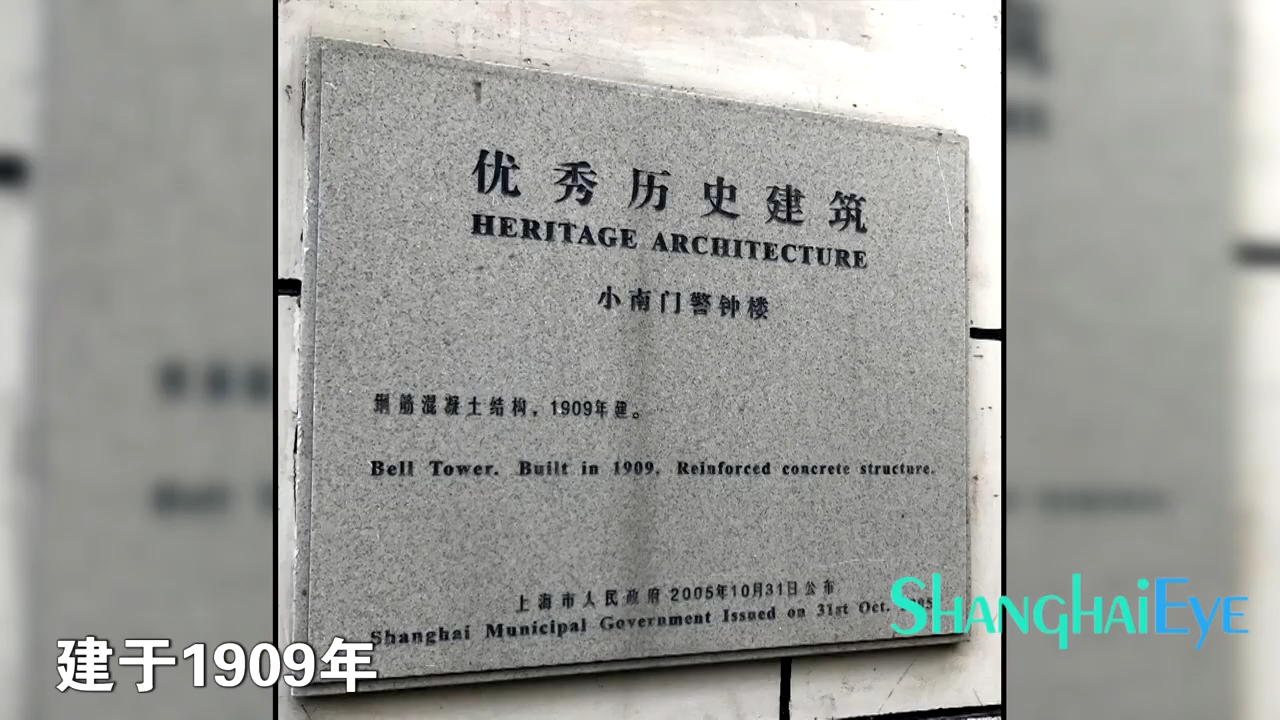 优秀历史建筑
HERITAGE ARCHITECTURE
小南门警钟楼
钢筋混凝土结构，1909年建。
Bell Tower. Built in 1909. Reinforced concrete structure.
上海市人民政府 2005年10月31日公布
Shanghai Municipal Government Issued on 31st Oct.
ShanghaiEye
建于1909年